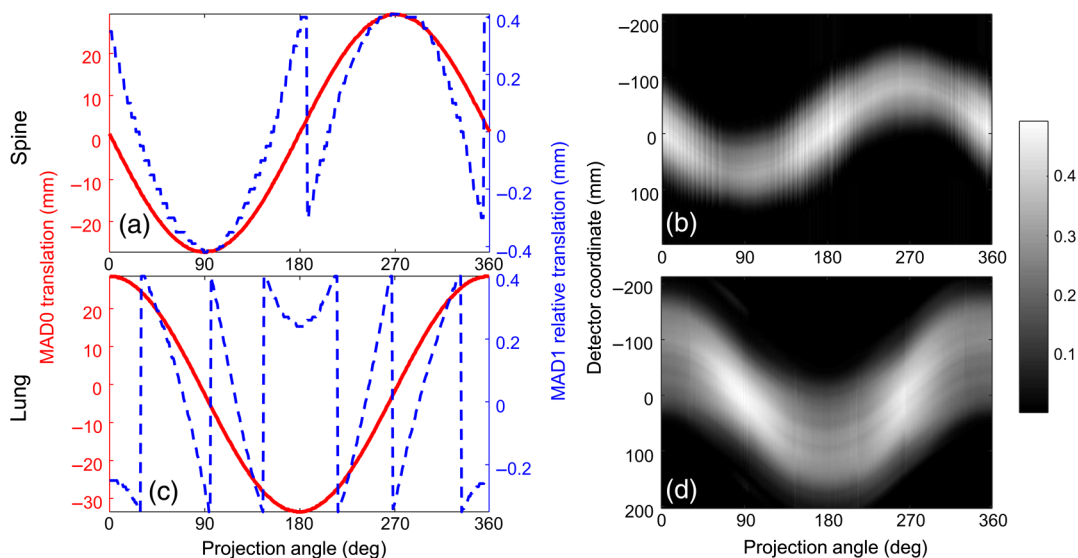 Spine
MAD0 translation (mm)
20
10
0
−10
−20
(a)
0.4
0.2
0
−0.2
−0.4
MAD1 relative translation (mm)
0 90 180 270 360
−200
−100
0
100
(b)
0 90 180 270 360
Lung
20
10
0
−10
−20
−30
(c)
0.4
0.2
0
−0.2
0 90 180 270 360
Projection angle (deg)
Detector coordinate (mm)
−200
−100
0
100
200
(d)
0 90 180 270 360
Projection angle (deg)
0.4
0.3
0.2
0.1